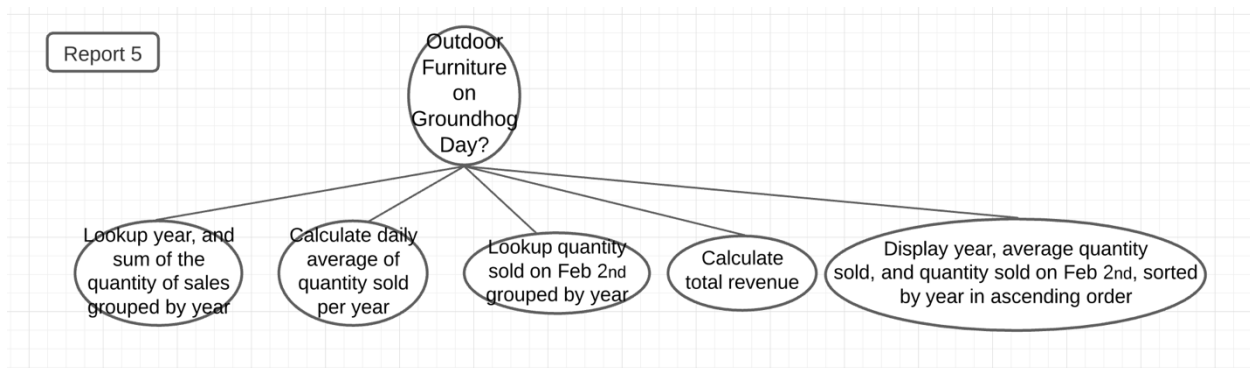 Report 5
Outdoor
Furniture
on
Groundhog
Day?
Lookup year, and
sum of the
quantity of sales
grouped by year
Calculate daily
average of
quantity sold
per year
Lookup quantity
sold on Feb 2nd
grouped by year
Calculate
total revenue
Display year, average quantity
sold, and quantity sold on Feb 2nd, sorted
by year in ascending order